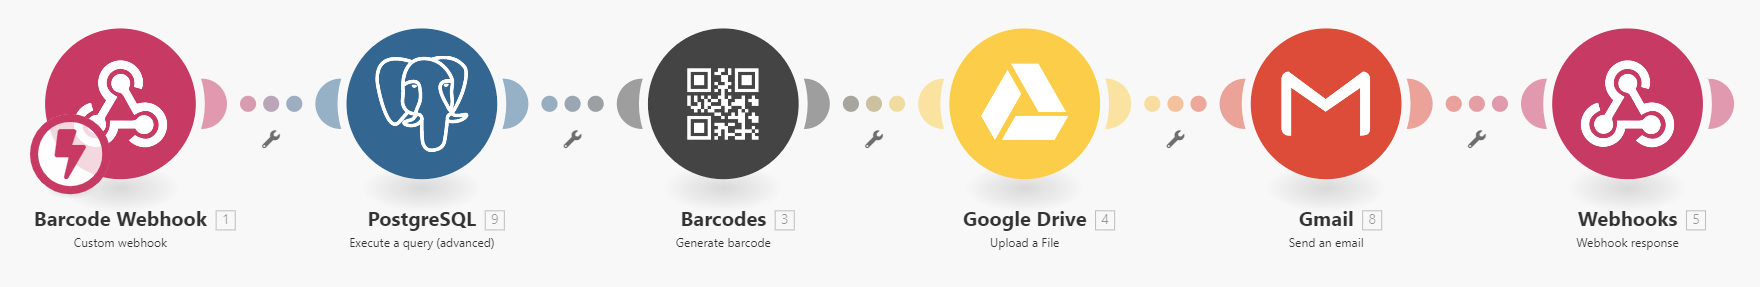 Barcode Webhook 1
Custom webhook
PostgreSQL 9
Execute a query (advanced)
Barcodes 3
Generate barcode
Google Drive 4
Upload a File
Gmail 8
Send an email
Webhooks 5
Webhook response